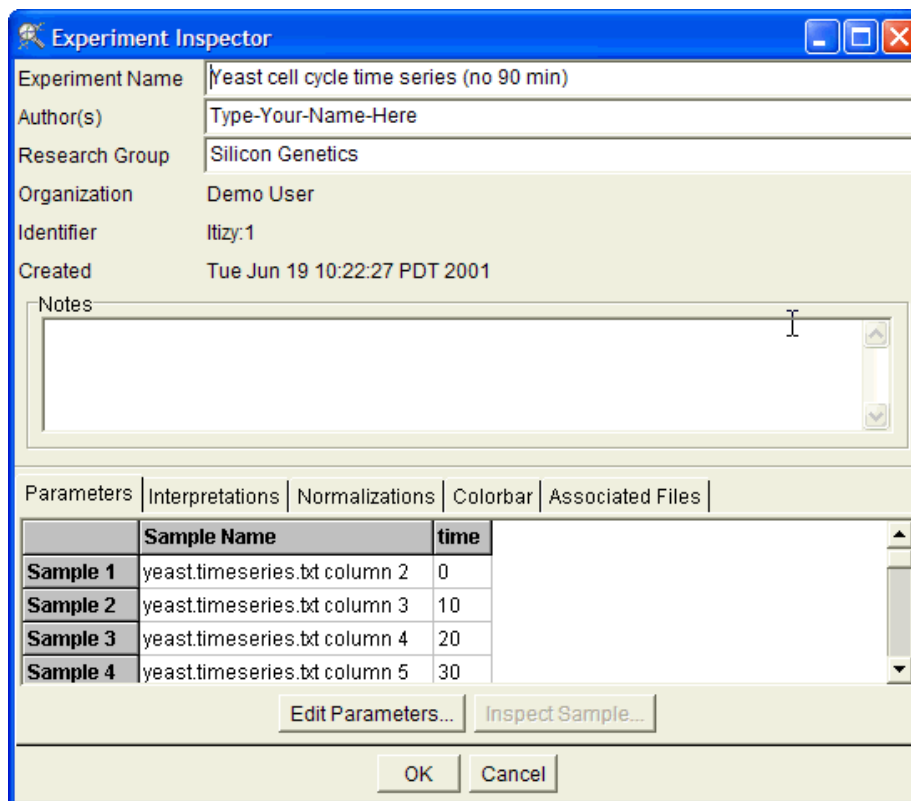 Experiment Inspector
Experiment Name Yeast cell cycle time series (no 90 min)
Author(s) Type-Your-Name-Here
Research Group Silicon Genetics
Organization Demo User
Identifier ltizy:1
Created Tue Jun 19 10:22:27 PDT 2001
Notes
Parameters Interpretations Normalizations Colorbar Associated Files
Sample Name time
Sample 1 yeast.timeseries.txt column 2 0
Sample 2 yeast.timeseries.txt column 3 10
Sample 3 yeast.timeseries.txt column 4 20
Sample 4 yeast.timeseries.txt column 5 30
Edit Parameters... Inspect Sample...
OK Cancel